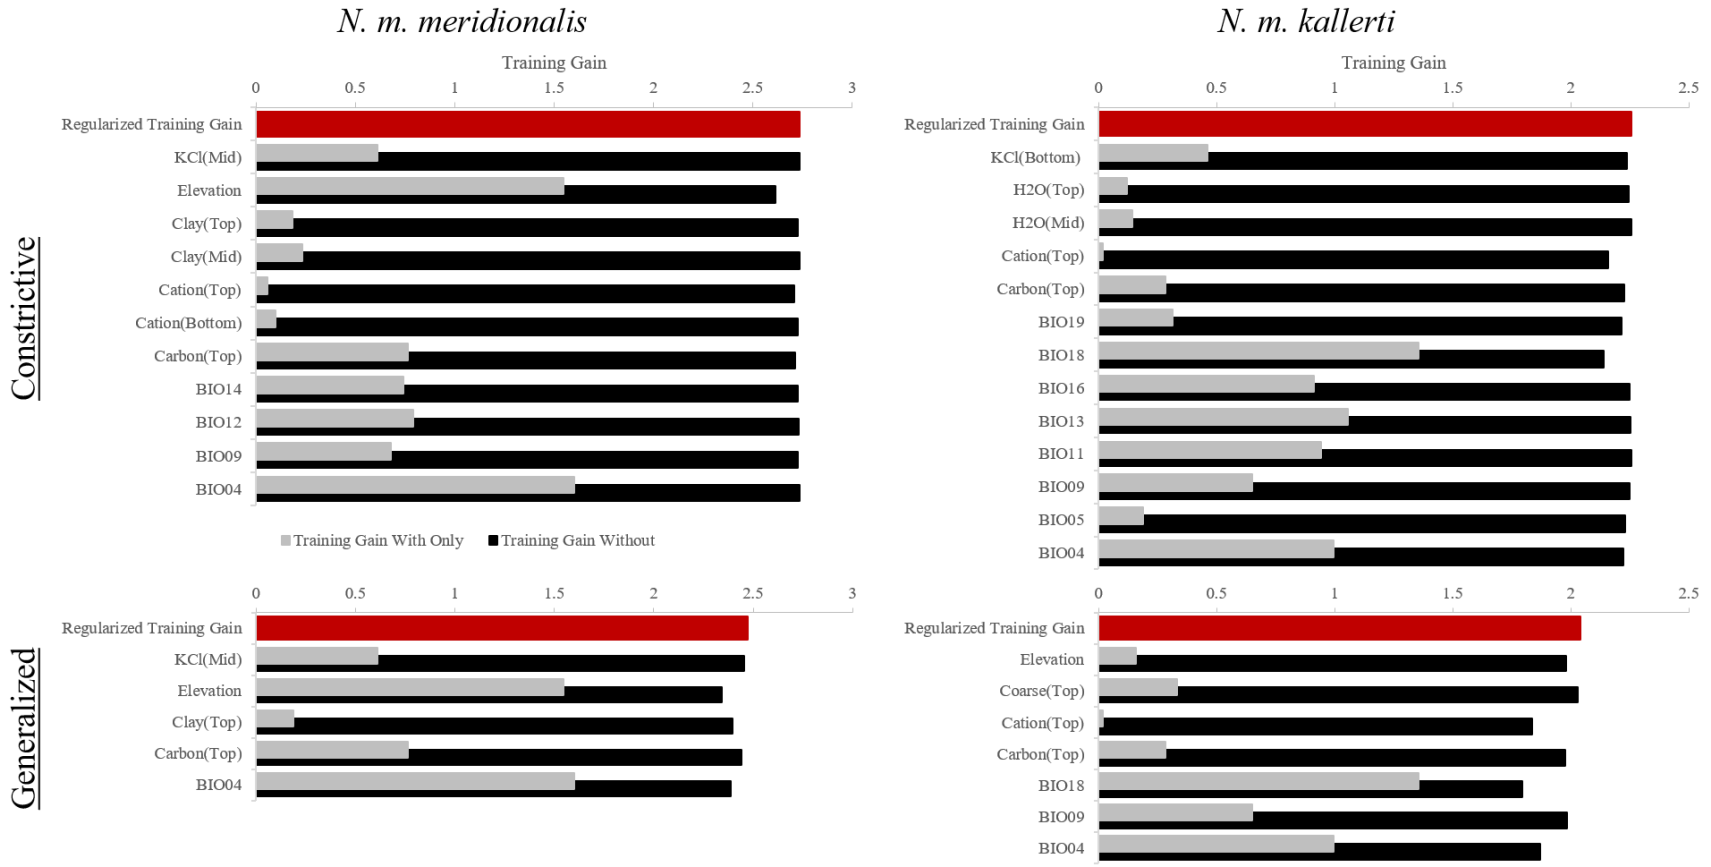 N. m. meridionalis
N. m. kallerti
Constrictive
Training Gain
0 0.5 1 1.5 2 2.5 3
Regularized Training Gain
KCl(Mid)
Elevation
Clay(Top)
Clay(Mid)
Cation(Top)
Cation(Bottom)
Carbon(Top)
BIO14
BIO12
BIO09
BIO04
Training Gain With Only Training Gain Without
Training Gain
0 0.5 1 1.5 2 2.5
Regularized Training Gain
KCl(Bottom)
H2O(Top)
H2O(Mid)
Cation(Top)
Carbon(Top)
BIO19
BIO18
BIO16
BIO13
BIO11
BIO09
BIO05
BIO04
Generalized
0 0.5 1 1.5 2 2.5 3
Regularized Training Gain
KCl(Mid)
Elevation
Clay(Top)
Carbon(Top)
BIO04
0 0.5 1 1.5 2 2.5
Regularized Training Gain
Elevation
Coarse(Top)
Cation(Top)
Carbon(Top)
BIO18
BIO09
BIO04